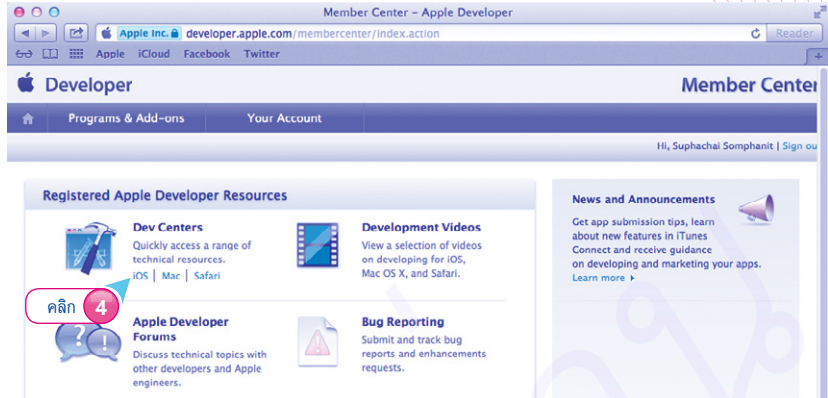 Member Center – Apple Developer
Apple Inc. developer.apple.com/membercenter/index.action
Reader
Apple iCloud Facebook Twitter
Developer
Member Center
Programs & Add-ons Your Account
Hi, Suphachai Somphanit | Sign ou
Registered Apple Developer Resources
Dev Centers
Quickly access a range of
technical resources.
iOS | Mac | Safari
คลิก 4
Development Videos
View a selection of videos
on developing for iOS,
Mac OS X, and Safari.
Apple Developer
Forums
Discuss technical topics with
other developers and Apple
engineers.
Bug Reporting
Submit and track bug
reports and enhancements
requests.
News and Announcements
Get app submission tips, learn
about new features in iTunes
Connect and receive guidance
on developing and marketing your apps.
Learn more